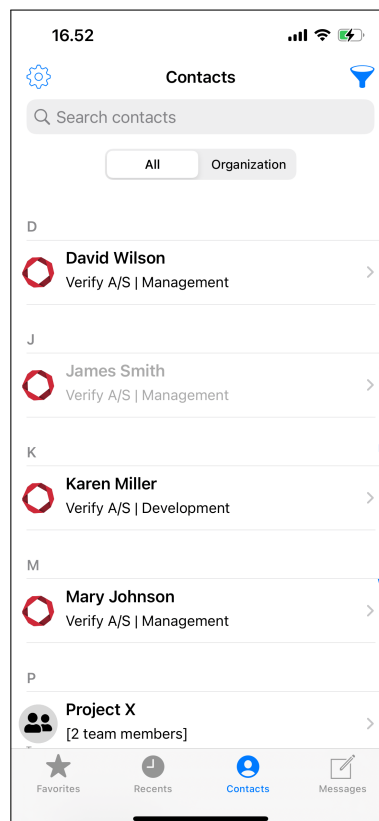 16.52
Contacts
Search contacts
All
Organization
D
David Wilson
Verify A/S | Management
J
James Smith
Verify A/S | Management
K
Karen Miller
Verify A/S | Development
M
Mary Johnson
Verify A/S | Management
P
Project X
[2 team members]
Favorites
Recents
Contacts
Messages